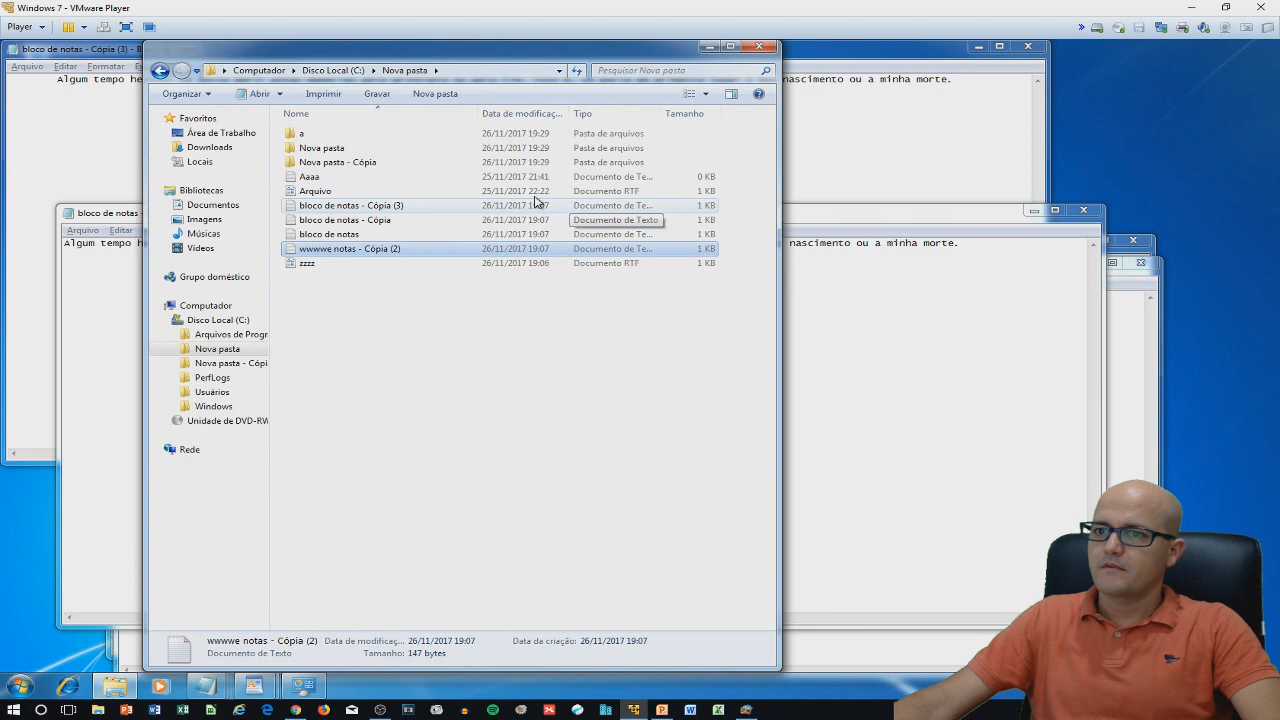 Windows 7 - VMware Player
Player
bloco de notas - Cópia (3) - B
Arquivo Editar Formatar
Algum tempo
nascimento ou a minha morte.
Computador Disco Local (C:) Nova pasta
Pesquisar Nova pasta
Organizar Abrir Imprimir Gravar Nova pasta
Nome Data de modificaç... Tipo Tamanho
Favoritos
Área de Trabalho
Downloads
Locais
Bibliotecas
Documentos
Imagens
Músicas
Vídeos
Grupo doméstico
Computador
Disco Local (C:)
Arquivos de Progr
Nova pasta
Nova pasta - Cópi
PerfLogs
Usuários
Windows
Unidade de DVD-RW
Rede
a 26/11/2017 19:29 Pasta de arquivos
Nova pasta 26/11/2017 19:29 Pasta de arquivos
Nova pasta - Cópia 26/11/2017 19:29 Pasta de arquivos
Aaaa 25/11/2017 21:41 Documento de Te... 0 KB
Arquivo 25/11/2017 22:22 Documento RTF 1 KB
bloco de notas - Cópia (3) 26/11/2017 Documento de Te... 1 KB
bloco de notas - Cópia 26/11/2017 19:07 Documento de Texto 1 KB
bloco de notas 26/11/2017 19:07 Documento de Te... 1 KB
wwwwe notas - Cópia (2) 26/11/2017 19:07 Documento de Te... 1 KB
zzzz 26/11/2017 19:06 Documento RTF 1 KB
bloco de notas -
Arquivo Editar
Algum tempo h
nascimento ou a minha morte.
wwwwe notas - Cópia (2) Data de modificaç... 26/11/2017 19:07 Data da criação: 26/11/2017 19:07
Documento de Texto Tamanho: 147 bytes